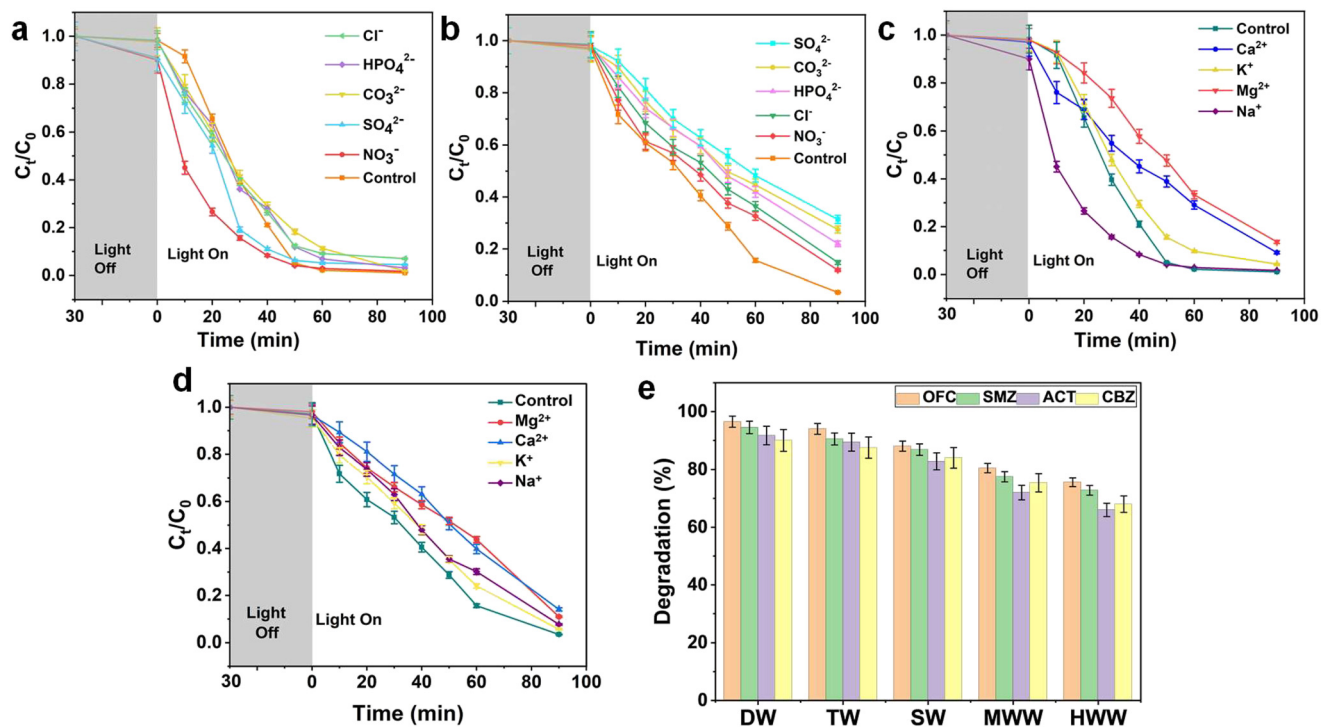 a
Cl⁻
HPO₄²⁻
CO₃²⁻
SO₄²⁻
NO₃⁻
Control
Cₜ/C₀
1.0
0.8
0.6
0.4
0.2
0.0
Light
Off
Light On
30 0 20 40 60 80 100
Time (min)
b
SO₄²⁻
CO₃²⁻
HPO₄²⁻
Cl⁻
NO₃⁻
Control
Cₜ/C₀
1.0
0.8
0.6
0.4
0.2
0.0
Light
Off
Light On
30 0 20 40 60 80 100
Time (min)
c
Control
Ca²⁺
K⁺
Mg²⁺
Na⁺
Cₜ/C₀
1.0
0.8
0.6
0.4
0.2
0.0
Light
Off
Light On
30 0 20 40 60 80 100
Time (min)
d
Control
Mg²⁺
Ca²⁺
K⁺
Na⁺
Cₜ/C₀
1.0
0.8
0.6
0.4
0.2
0.0
Light
Off
Light On
30 0 20 40 60 80 100
Time (min)
e
OFC SMZ ACT CBZ
Degradation (%)
100
80
60
40
20
0
DW TW SW MWW HWW